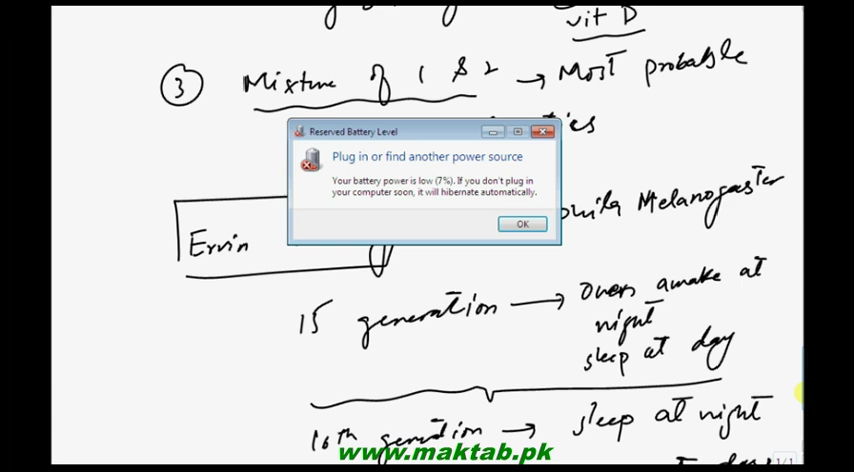 vit D
3 Mixture of 1 & 2 → Most probable
Reserved Battery Level
Plug in or find another power source
Your battery power is low (7%). If you don't plug in
your computer soon, it will hibernate automatically.
OK
Melanogaster
Ervin
15 generation → awake at
night
sleep at day
16th → sleep at night
www.maktab.pk
1/1